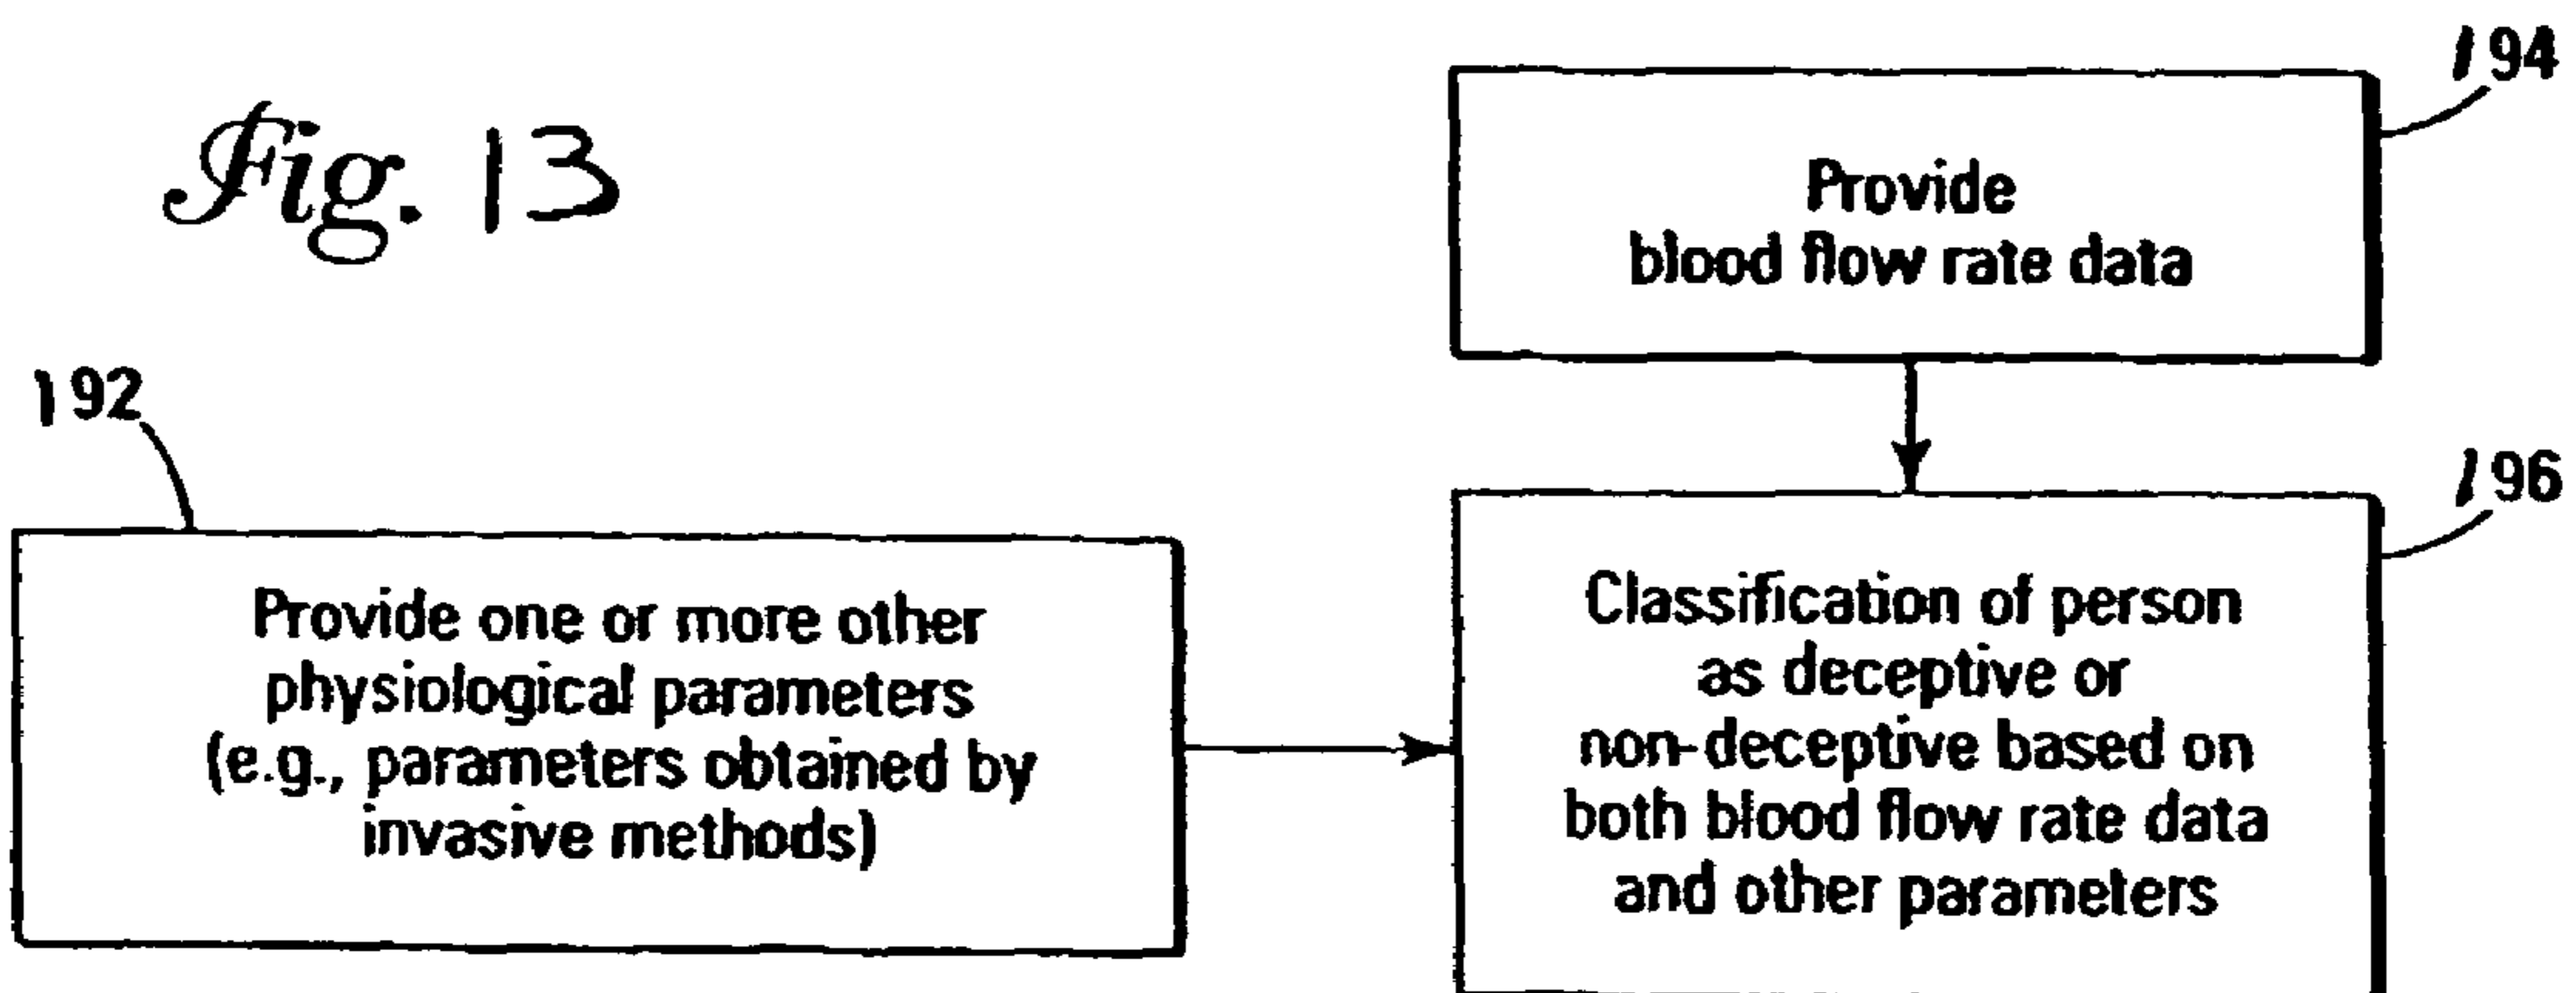 Fig. 13
194
Provide
blood flow rate data
192
Provide one or more other
physiological parameters
(e.g., parameters obtained by
invasive methods)
196
Classification of person
as deceptive or
non-deceptive based on
both blood flow rate data
and other parameters